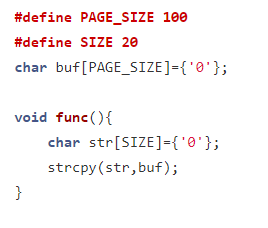 #define PAGE_SIZE 100
#define SIZE 20
char buf[PAGE_SIZE]={'0'};
void func(){
char str[SIZE]={'0'};
strcpy(str,buf);
}